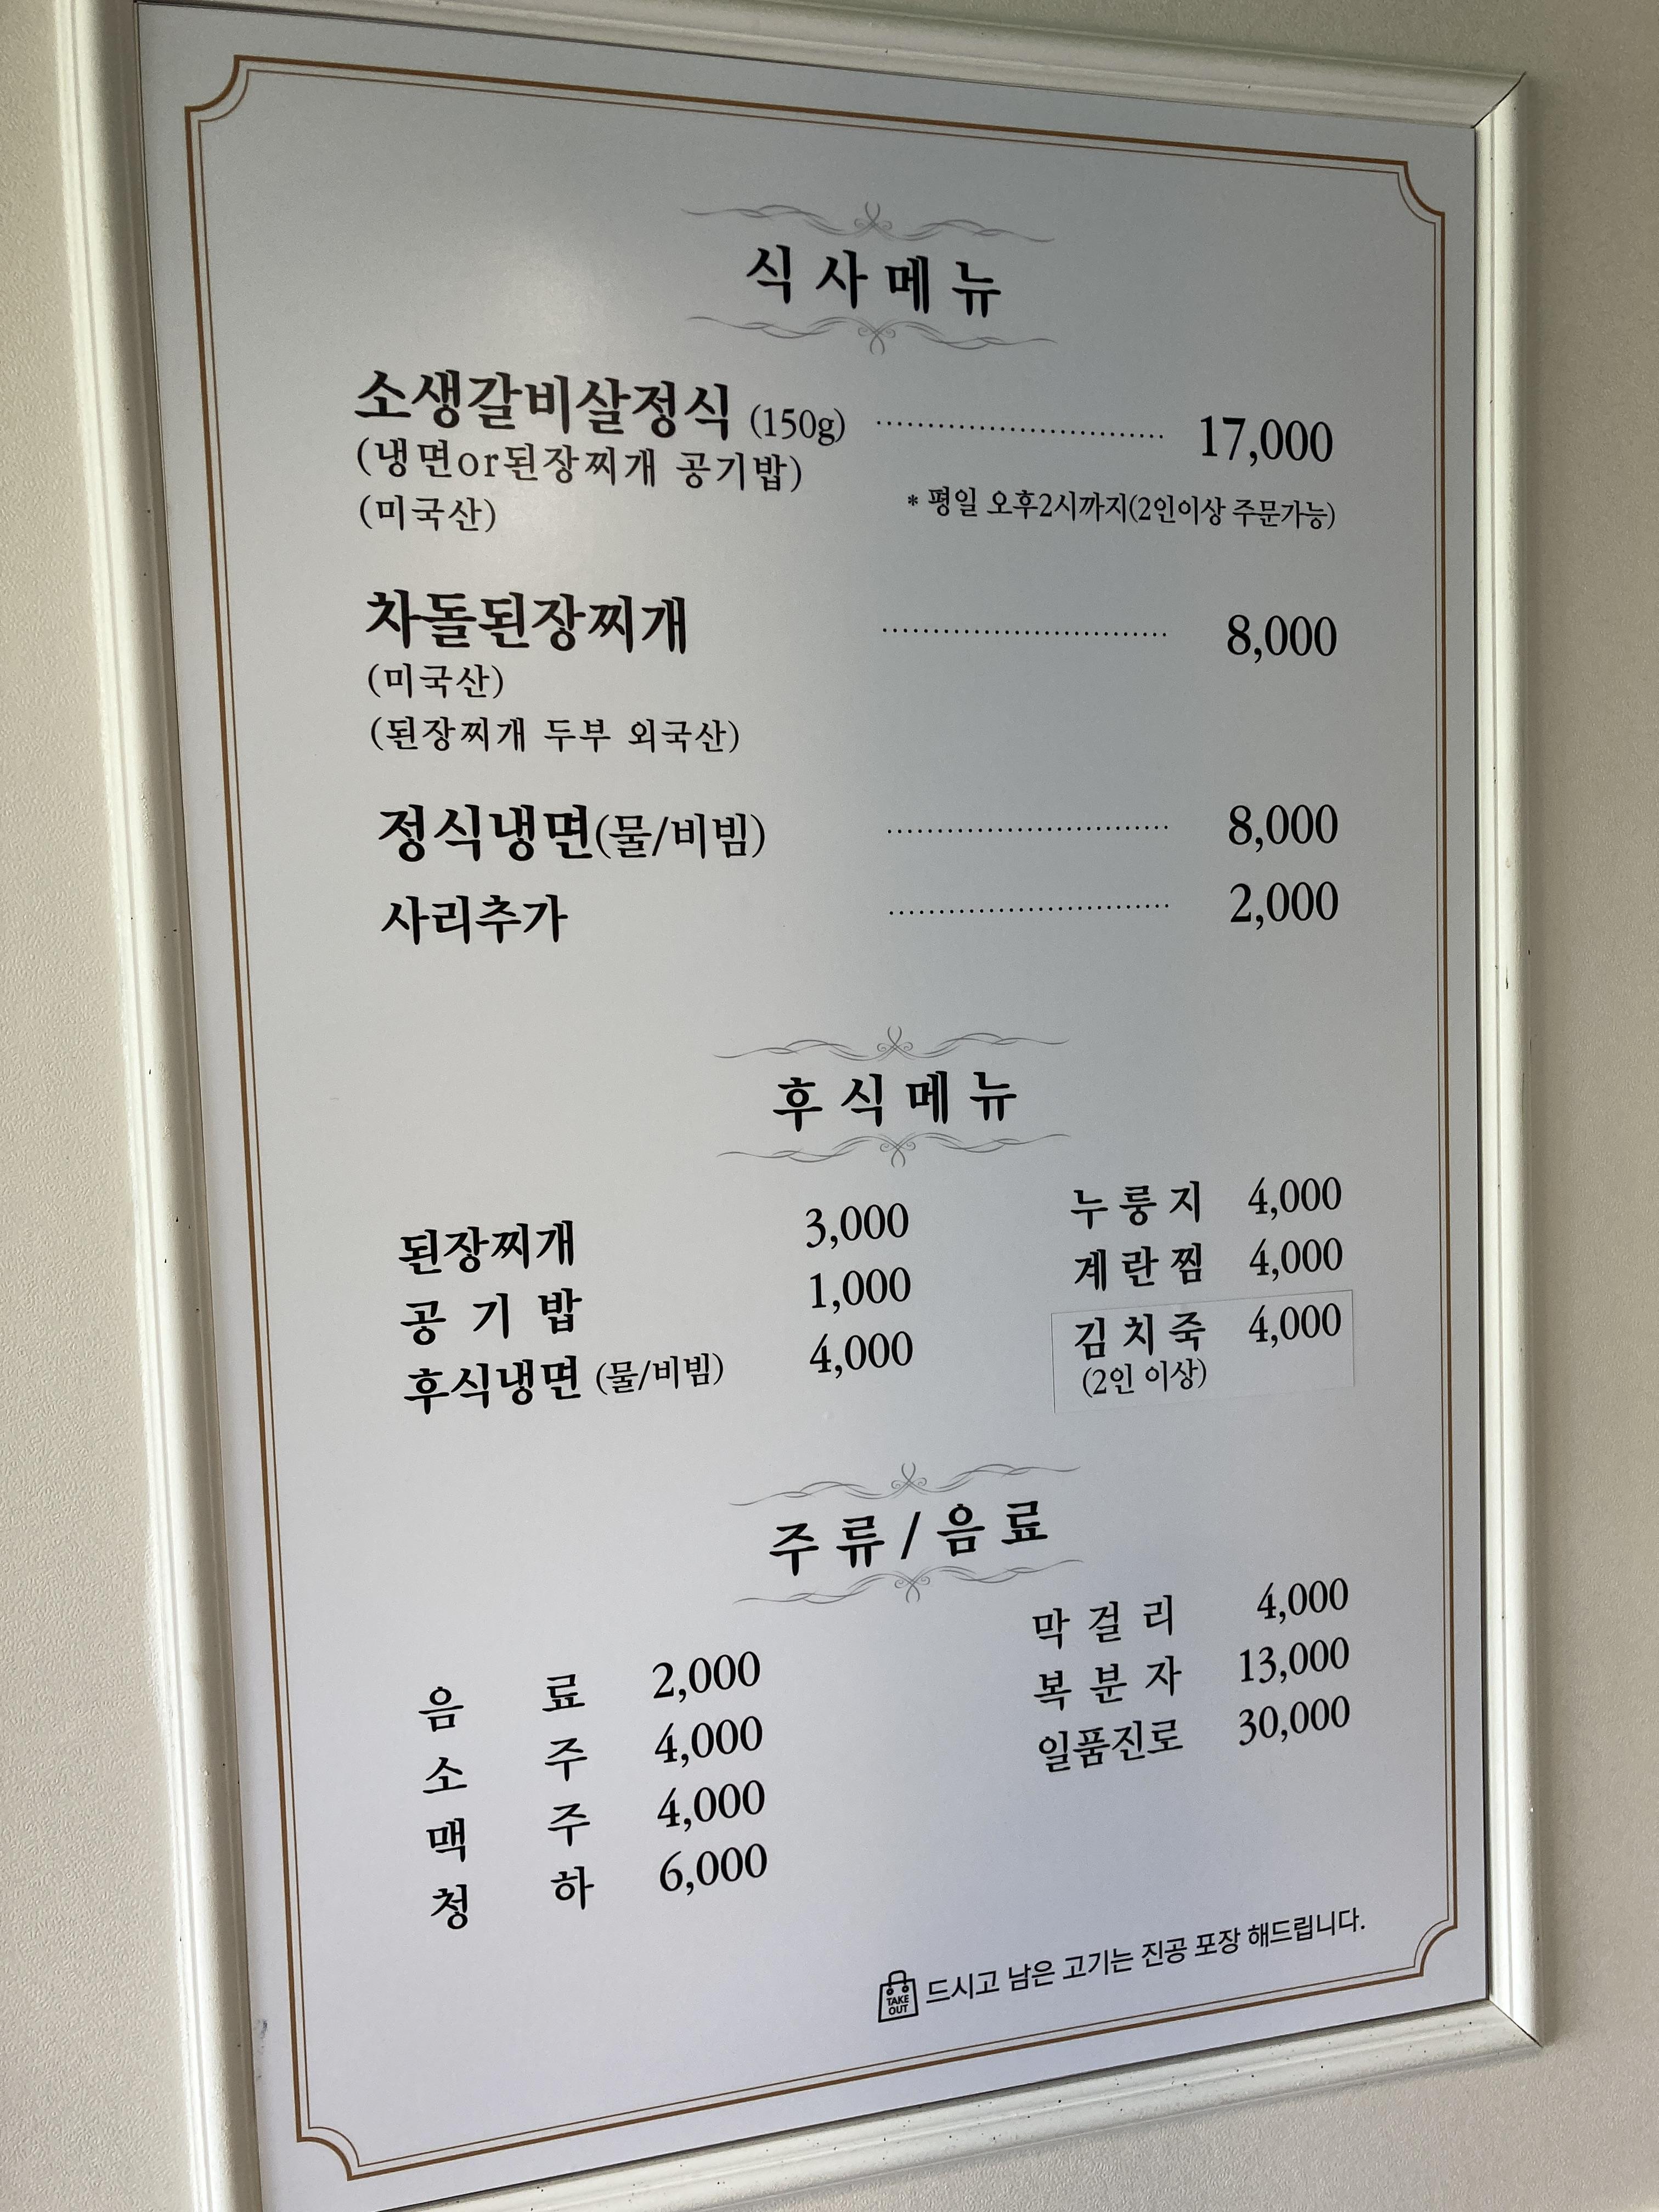 식사메뉴
소생갈비살정식 (150g) 17,000
(냉면or된장찌개 공기밥)
(미국산) * 평일 오후2시까지(2인이상 주문가능)
차돌된장찌개 8,000
(미국산)
(된장찌개 두부 외국산)
정식냉면(물/비빔) 8,000
사리추가 2,000
후식메뉴
된장찌개 3,000
공기밥 1,000
후식냉면 (물/비빔) 4,000
누룽지 4,000
계란찜 4,000
김치죽 4,000
(2인 이상)
주류/음료
음료 2,000
소주 4,000
맥주 4,000
청하 6,000
막걸리 4,000
복분자 13,000
일품진로 30,000
TAKE
OUT
드시고 남은 고기는 진공 포장 해드립니다.